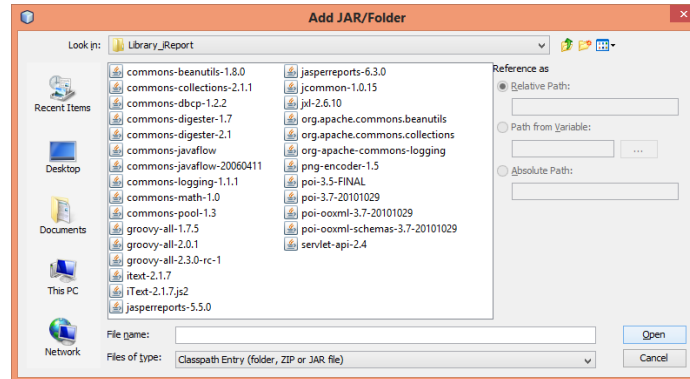 Add JAR/Folder
Look in: Library_iReport
Recent Items
Desktop
Documents
This PC
Network
commons-beanutils-1.8.0
commons-collections-2.1.1
commons-dbcp-1.2.2
commons-digester-1.7
commons-digester-2.1
commons-javaflow
commons-javaflow-20060411
commons-logging-1.1.1
commons-math-1.0
commons-pool-1.3
groovy-all-1.7.5
groovy-all-2.0.1
groovy-all-2.3.0-rc-1
itext-2.1.7
iText-2.1.7.js2
jasperreports-5.5.0
jasperreports-6.3.0
jcommon-1.0.15
jxl-2.6.10
org.apache.commons.beanutils
org.apache.commons.collections
org-apache-commons-logging
png-encoder-1.5
poi-3.5-FINAL
poi-3.7-20101029
poi-ooxml-3.7-20101029
poi-ooxml-schemas-3.7-20101029
servlet-api-2.4
Reference as
Relative Path:
Path from Variable:
...
Absolute Path:
File name:
Open
Files of type: Classpath Entry (folder, ZIP or JAR file)
Cancel